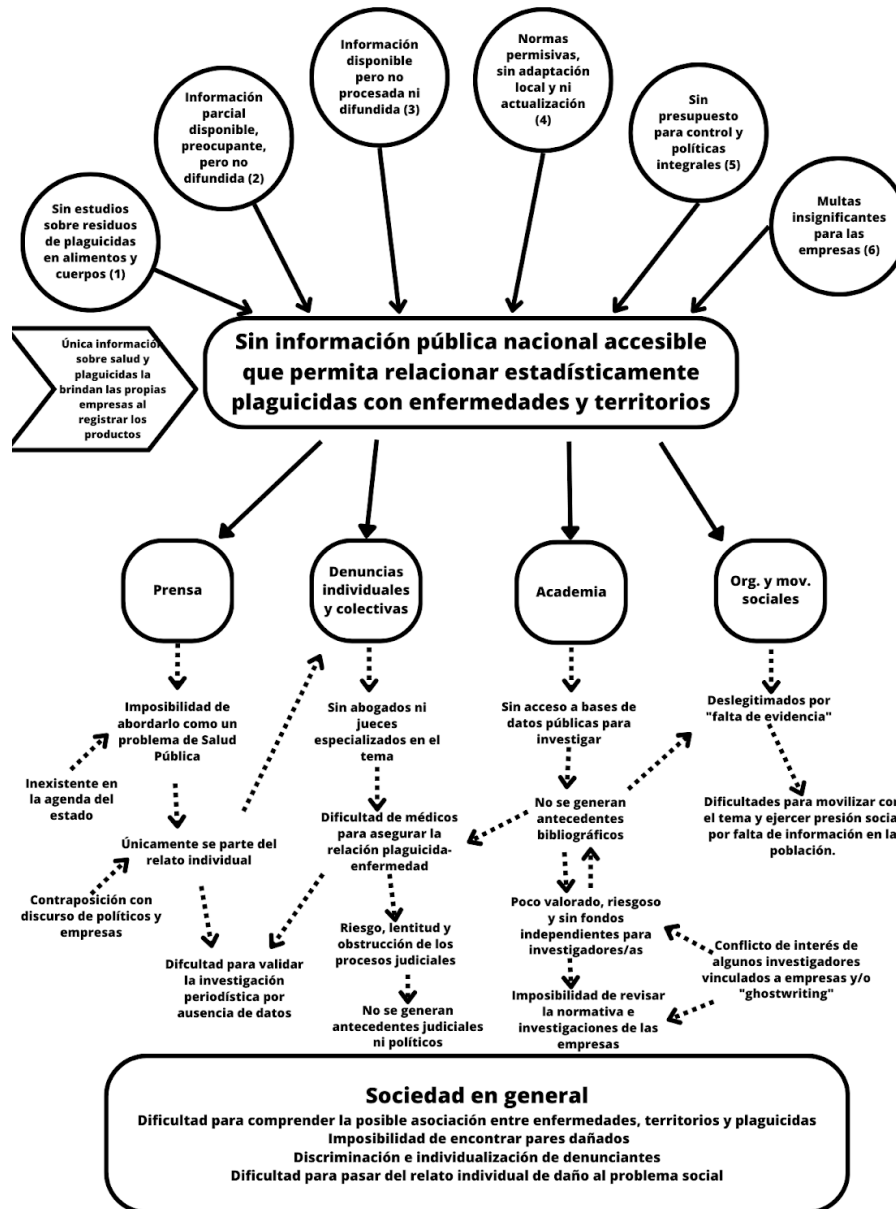 Sin estudios
sobre residuos
de plaguicidas
en alimentos y
cuerpos (1)
Información
parcial
disponible,
preocupante,
pero no
difundida (2)
Información
disponible
pero no
procesada ni
difundida (3)
Normas
permisivas,
sin adaptación
local y ni
actualización
(4)
Sin
presupuesto
para control y
políticas
integrales (5)
Multas
insignificantes
para las
empresas (6)
Única información
sobre salud y
plaguicidas la
brindan las propias
empresas al
registrar los
productos
Sin información pública nacional accesible
que permita relacionar estadísticamente
plaguicidas con enfermedades y territorios
Prensa
Denuncias
individuales
y colectivas
Academia
Org. y mov.
sociales
Imposibilidad de
abordarlo como un
problema de Salud
Pública
Inexistente en
la agenda del
estado
Únicamente se parte del
relato individual
Contraposición con
discurso de políticos y
empresas
Difcultad para validar
la investigación
periodística por
ausencia de datos
Sin abogados ni
jueces
especializados en el
tema
Dificultad de médicos
para asegurar la
relación plaguicida-
enfermedad
Riesgo, lentitud y
obstrucción de los
procesos judiciales
No se generan
antecedentes judiciales
ni políticos
Sin acceso a bases de
datos públicas para
investigar
No se generan
antecedentes
bibliográficos
Poco valorado, riesgoso
y sin fondos
independientes para
investigadores/as
Imposibilidad de revisar
la normativa e
investigaciones de las
empresas
Deslegitimados por
"falta de evidencia"
Dificultades para movilizar con
el tema y ejercer presión social
por falta de información en la
población.
Conflicto de interés de
algunos investigadores
vinculados a empresas y/o
"ghostwriting"
Sociedad en general
Dificultad para comprender la posible asociación entre enfermedades, territorios y plaguicidas
Imposibilidad de encontrar pares dañados
Discriminación e individualización de denunciantes
Dificultad para pasar del relato individual de daño al problema social